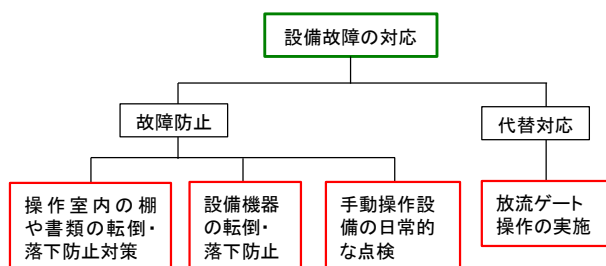 設備故障の対応
故障防止
代替対応
操作室内の棚
や書類の転倒・
落下防止対策
設備機器
の転倒・
落下防止
手動操作設
備の日常的
な点検
放流ゲート
操作の実施